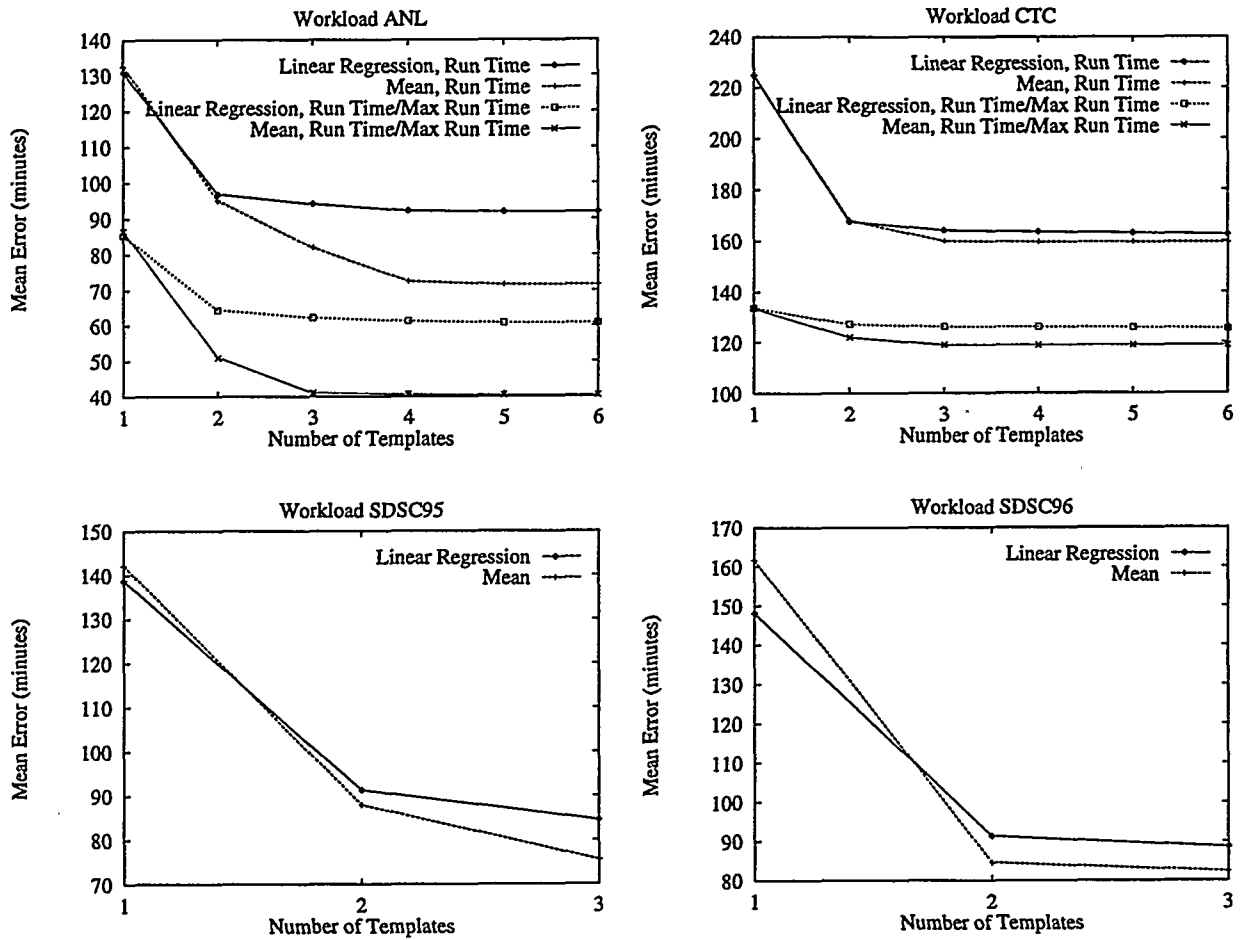 Workload ANL
140
130
120
110
100
90
80
70
60
50
40
Mean Error (minutes)
Linear Regression, Run Time
Mean, Run Time
Linear Regression, Run Time/Max Run Time
Mean, Run Time/Max Run Time
1 2 3 4 5 6
Number of Templates
Workload CTC
240
220
200
180
160
140
120
100
Mean Error (minutes)
Linear Regression, Run Time
Mean, Run Time
Linear Regression, Run Time/Max Run Time
Mean, Run Time/Max Run Time
1 2 3 4 5 6
Number of Templates
Workload SDSC95
150
140
130
120
110
100
90
80
70
Mean Error (minutes)
Linear Regression
Mean
1 2 3
Number of Templates
Workload SDSC96
170
160
150
140
130
120
110
100
90
80
Mean Error (minutes)
Linear Regression
Mean
1 2 3
Number of Templates